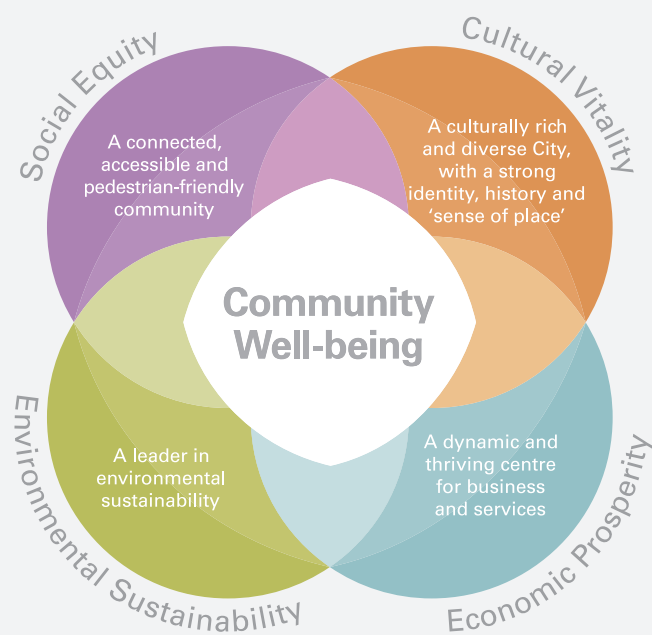 Social Equity
Cultural Vitality
A connected,
accessible and
pedestrian-friendly
community
A culturally rich
and diverse City,
with a strong
identity, history and
‘sense of place’
Community
Well-being
A leader in
environmental
sustainability
A dynamic and
thriving centre
for business
and services
Environmental Sustainability
Economic Prosperity